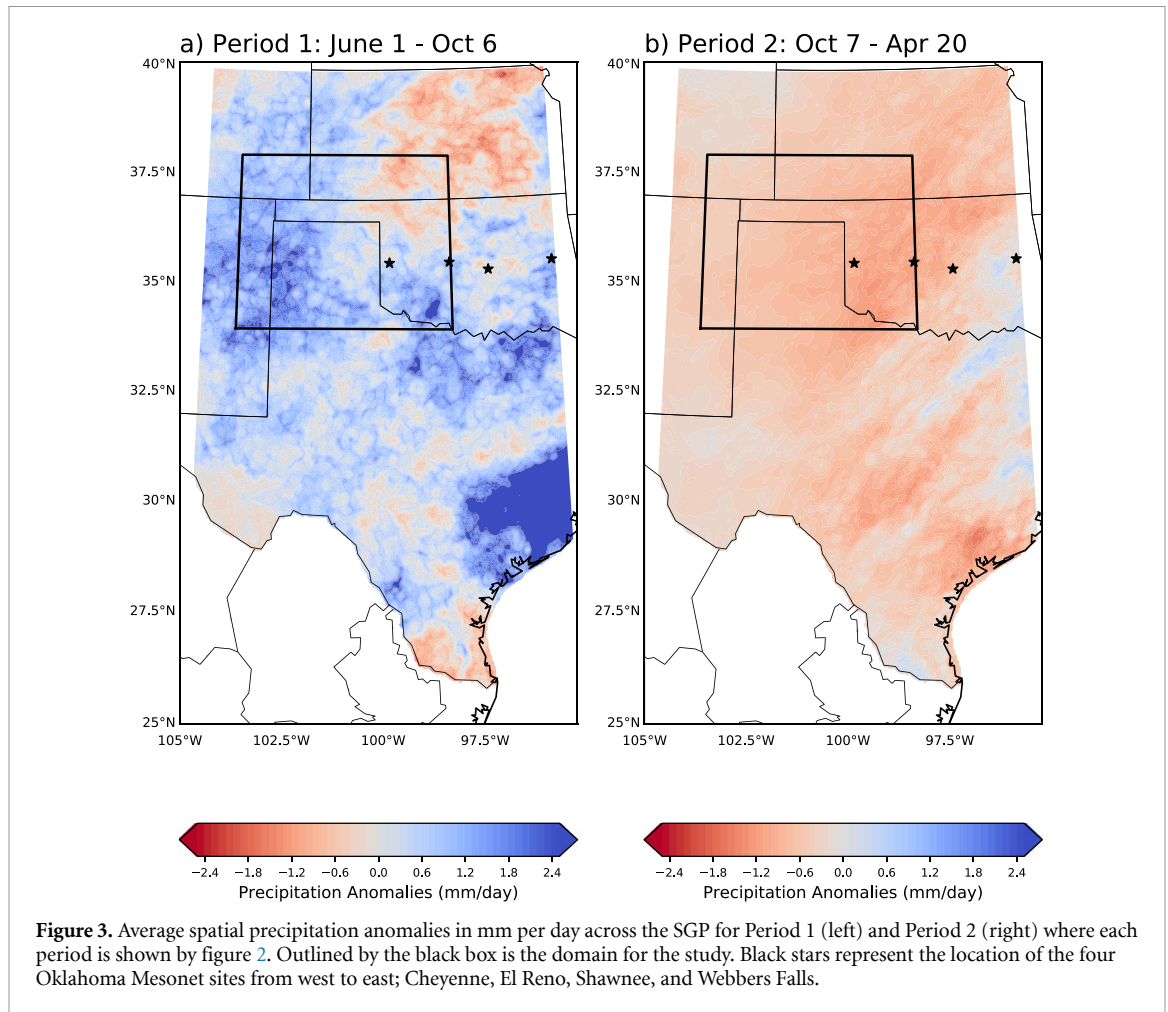 a) Period 1: June 1 - Oct 6
b) Period 2: Oct 7 - Apr 20
40°N
37.5°N
35°N
32.5°N
30°N
27.5°N
25°N
105°W
102.5°W
100°W
97.5°W
40°N
37.5°N
35°N
32.5°N
30°N
27.5°N
25°N
105°W
102.5°W
100°W
97.5°W
−2.4 −1.8 −1.2 −0.6 0.0 0.6 1.2 1.8 2.4
Precipitation Anomalies (mm/day)
−2.4 −1.8 −1.2 −0.6 0.0 0.6 1.2 1.8 2.4
Precipitation Anomalies (mm/day)
Figure 3. Average spatial precipitation anomalies in mm per day across the SGP for Period 1 (left) and Period 2 (right) where each
period is shown by figure 2. Outlined by the black box is the domain for the study. Black stars represent the location of the four
Oklahoma Mesonet sites from west to east; Cheyenne, El Reno, Shawnee, and Webbers Falls.